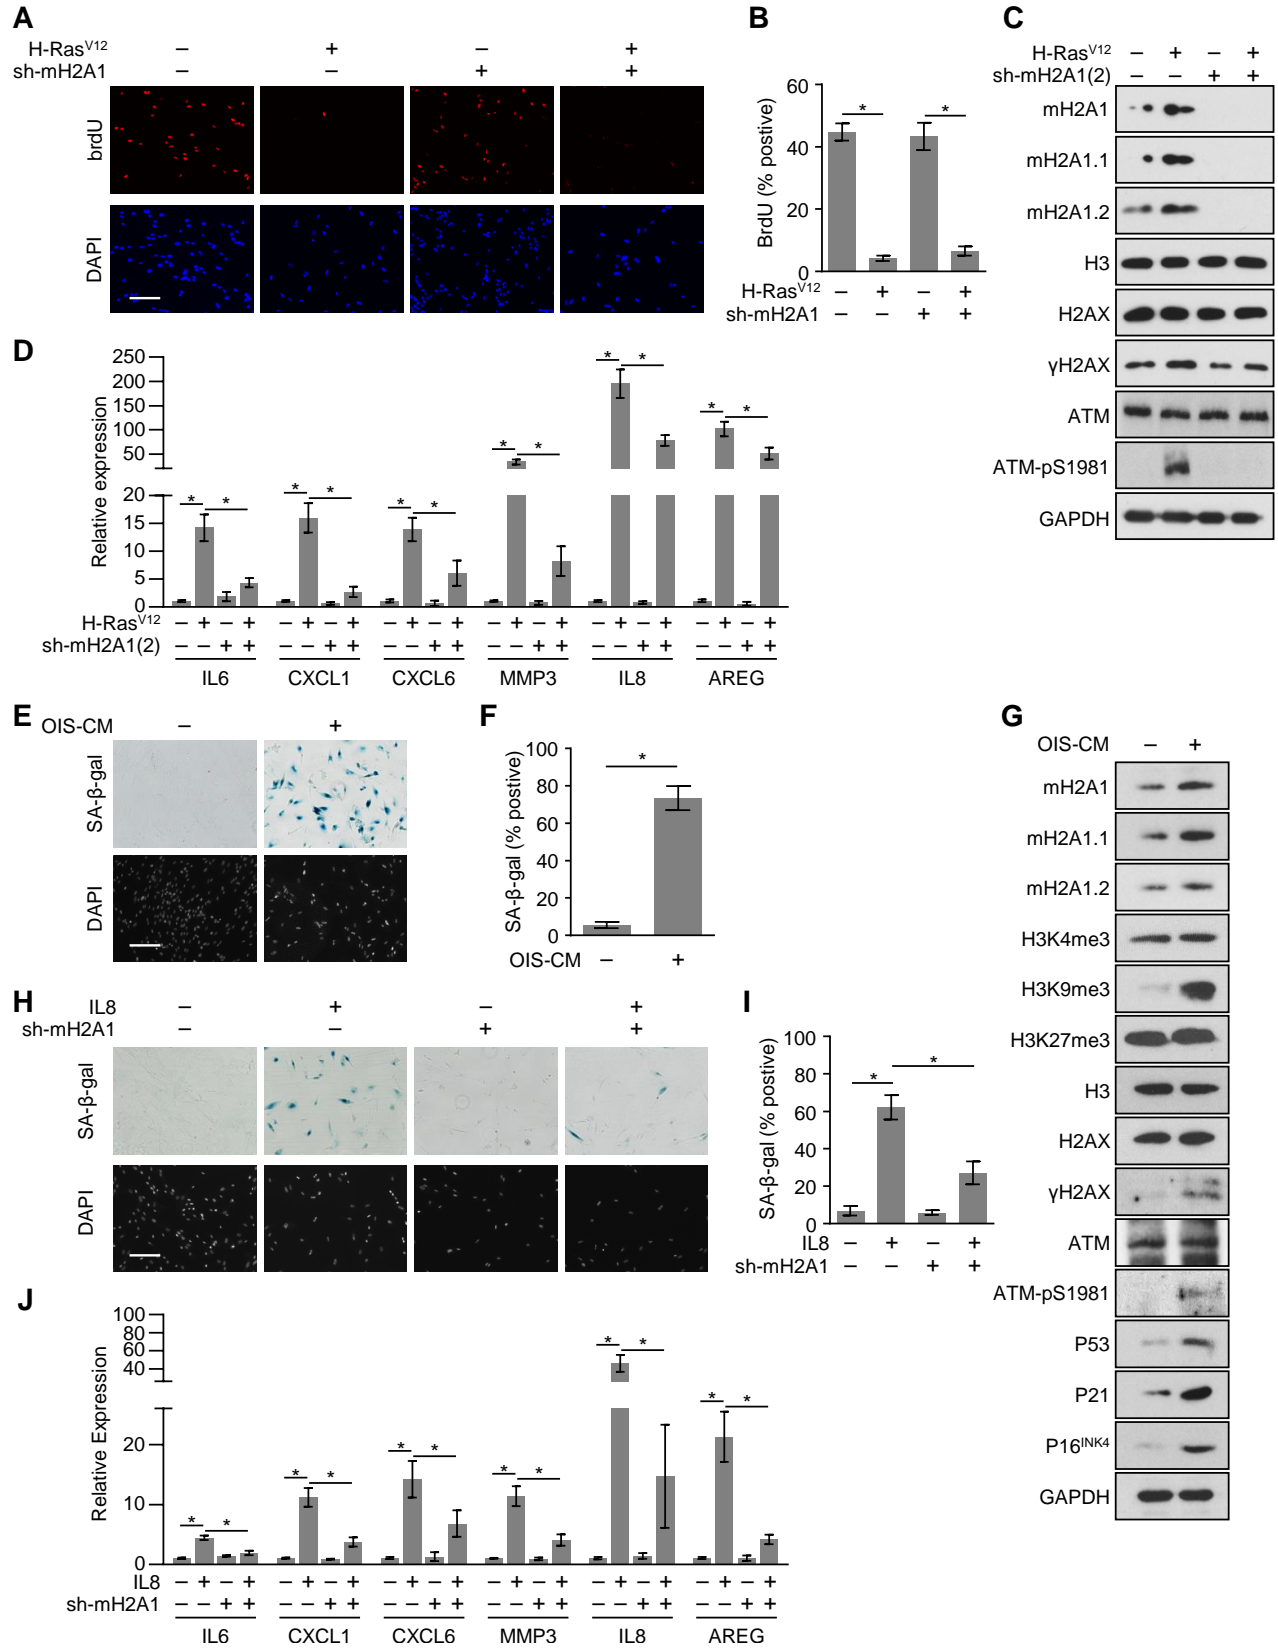 A
H-RasV12 – + – +
sh-mH2A1 – – + +
brdU
DAPI
B
BrdU (% postive)
60
40
20
0
H-RasV12 – + – +
sh-mH2A1 – – + +
C
H-RasV12 – + – +
sh-mH2A1(2) – – + +
mH2A1
mH2A1.1
mH2A1.2
H3
H2AX
γH2AX
ATM
ATM-pS1981
GAPDH
D
Relative expression
250
200
150
100
50
20
15
10
5
0
* * * * * * * * * * * *
H-RasV12 – + – + – + – + – + – + – + – + – + – + – + – +
sh-mH2A1(2) – – + + – – + + – – + + – – + + – – + + – – + +
IL6 CXCL1 CXCL6 MMP3 IL8 AREG
E
OIS-CM – +
SA-β-gal
DAPI
F
SA-β-gal (% postive)
100
80
60
40
20
0
*
OIS-CM – +
G
OIS-CM – +
mH2A1
mH2A1.1
mH2A1.2
H3K4me3
H3K9me3
H3K27me3
H3
H2AX
γH2AX
ATM
ATM-pS1981
P53
P21
P16INK4
GAPDH
H
IL8 – + – +
sh-mH2A1 – – + +
SA-β-gal
DAPI
I
SA-β-gal (% postive)
100
80
60
40
20
0
* *
IL8 – + – +
sh-mH2A1 – – + +
J
Relative Expression
100
80
60
40
20
10
0
* * * * * * * * * * * *
IL8 – + – + – + – + – + – + – + – + – + – + – + – +
sh-mH2A1 – – + + – – + + – – + + – – + + – – + + – – + +
IL6 CXCL1 CXCL6 MMP3 IL8 AREG